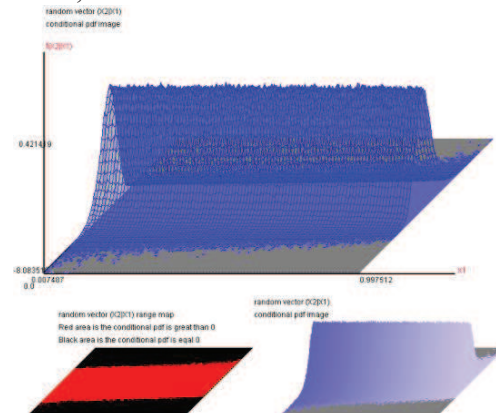 random vector (X2|X1)
conditional pdf image
f(X2|X1)
0.421419
-8.08351
0.007487
0.997512
x1
0.0
random vector (X2|X1) range map
Red area is the conditional pdf is great than 0
Black area is the conditional pdf is eqal 0
random vector (X2|X1)
conditional pdf image